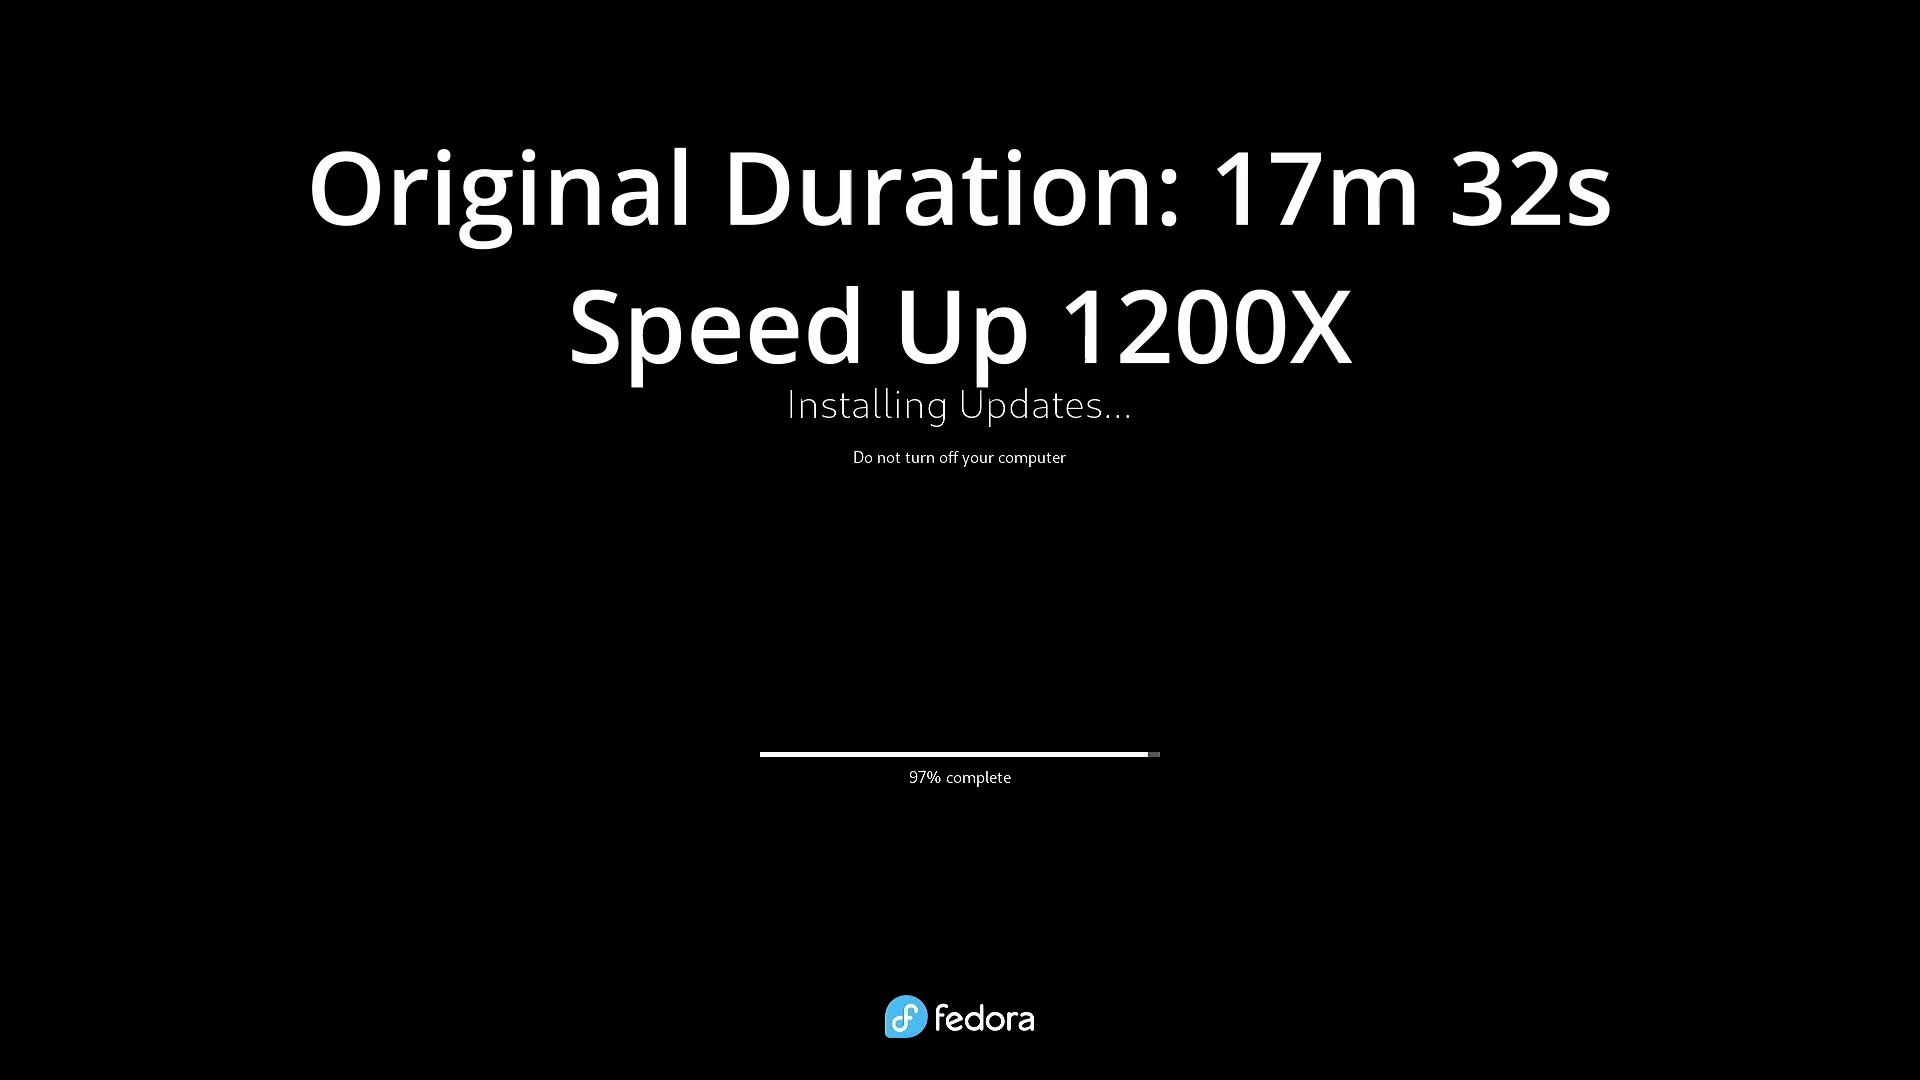 Original Duration: 17m 32s
Speed Up 1200X
Installing Updates...
Do not turn off your computer
97% complete
fedora